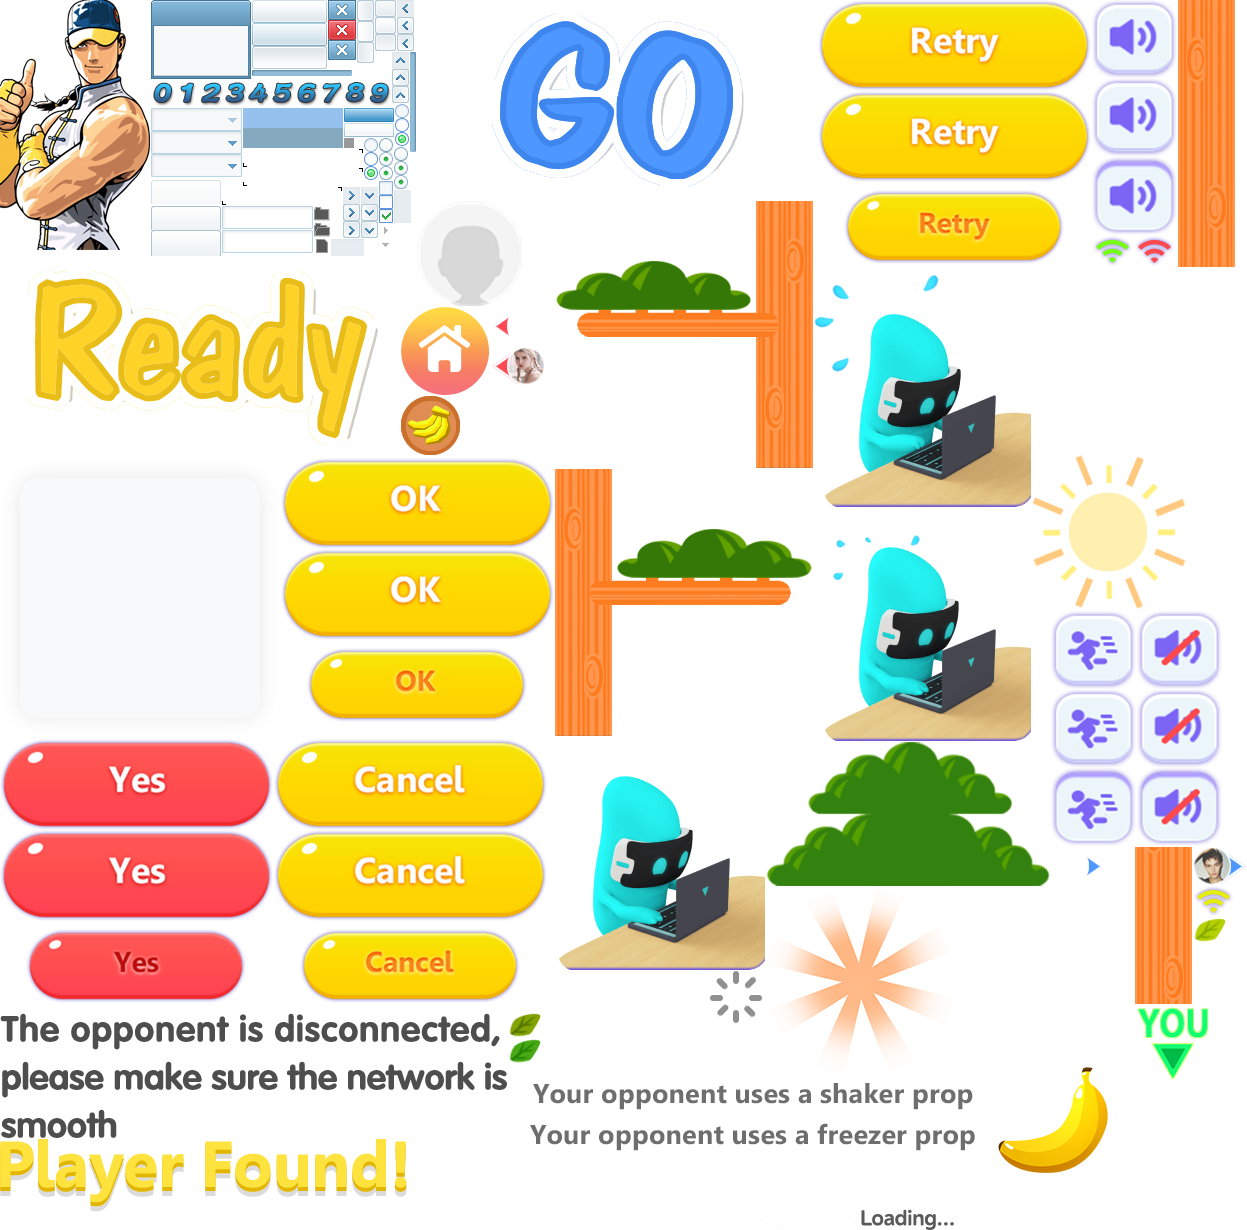 0123456789
GO
Retry
Retry
Retry
Ready
OK
OK
OK
Yes
Cancel
Yes
Cancel
Yes
Cancel
The opponent is disconnected,
please make sure the network is
smooth
YOU
Your opponent uses a shaker prop
Your opponent uses a freezer prop
Player Found!
Loading...